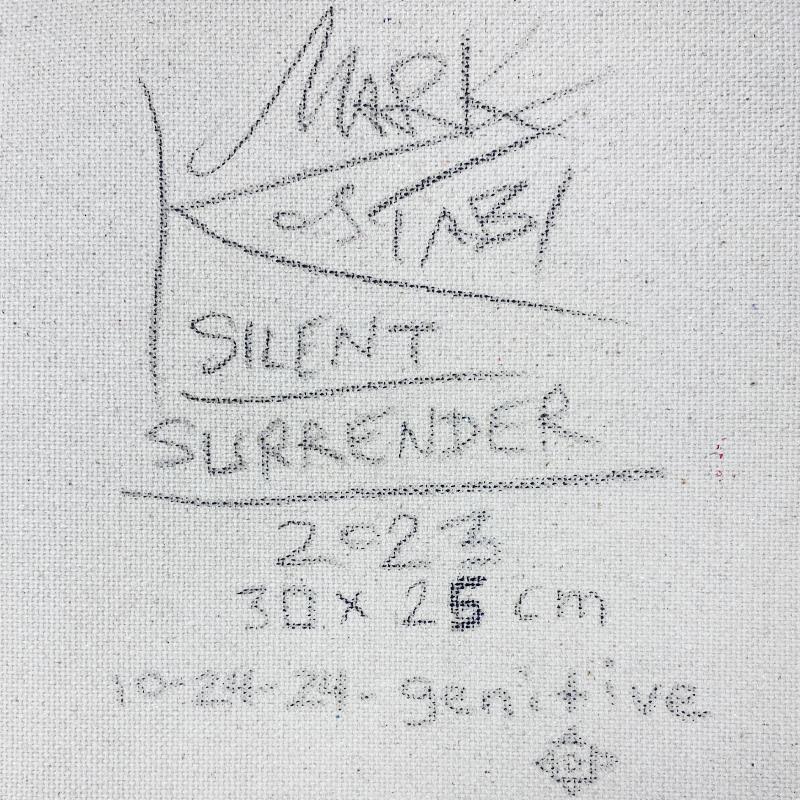 MARK
KOSTABI
SILENT
SURRENDER
2023
30 x 25 cm
10-24-24. genitive